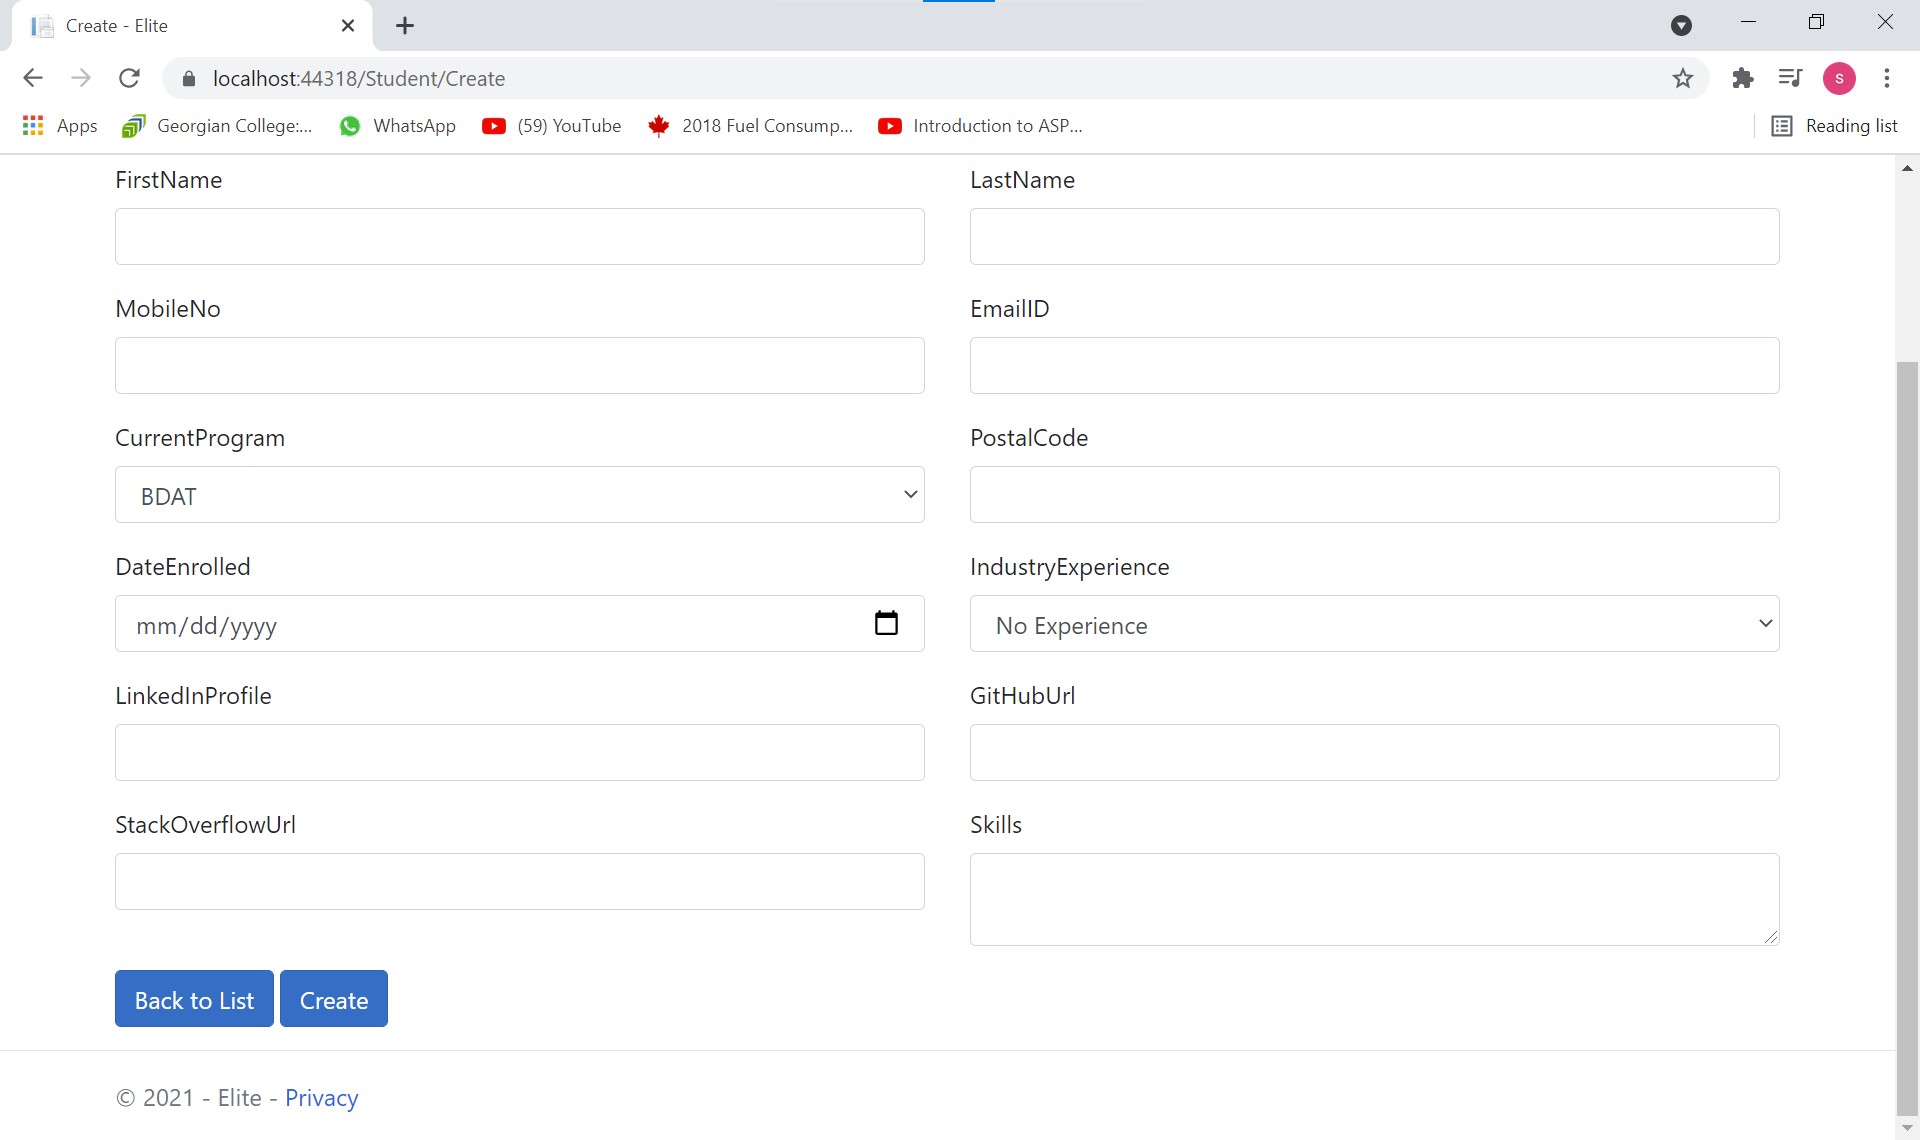 Create - Elite
localhost:44318/Student/Create
s
Apps Georgian College:... WhatsApp (59) YouTube 2018 Fuel Consump... Introduction to ASP... Reading list
FirstName LastName
MobileNo EmailID
CurrentProgram PostalCode
BDAT
DateEnrolled IndustryExperience
mm/dd/yyyy No Experience
LinkedInProfile GitHubUrl
StackOverflowUrl Skills
Back to List Create
© 2021 - Elite - Privacy